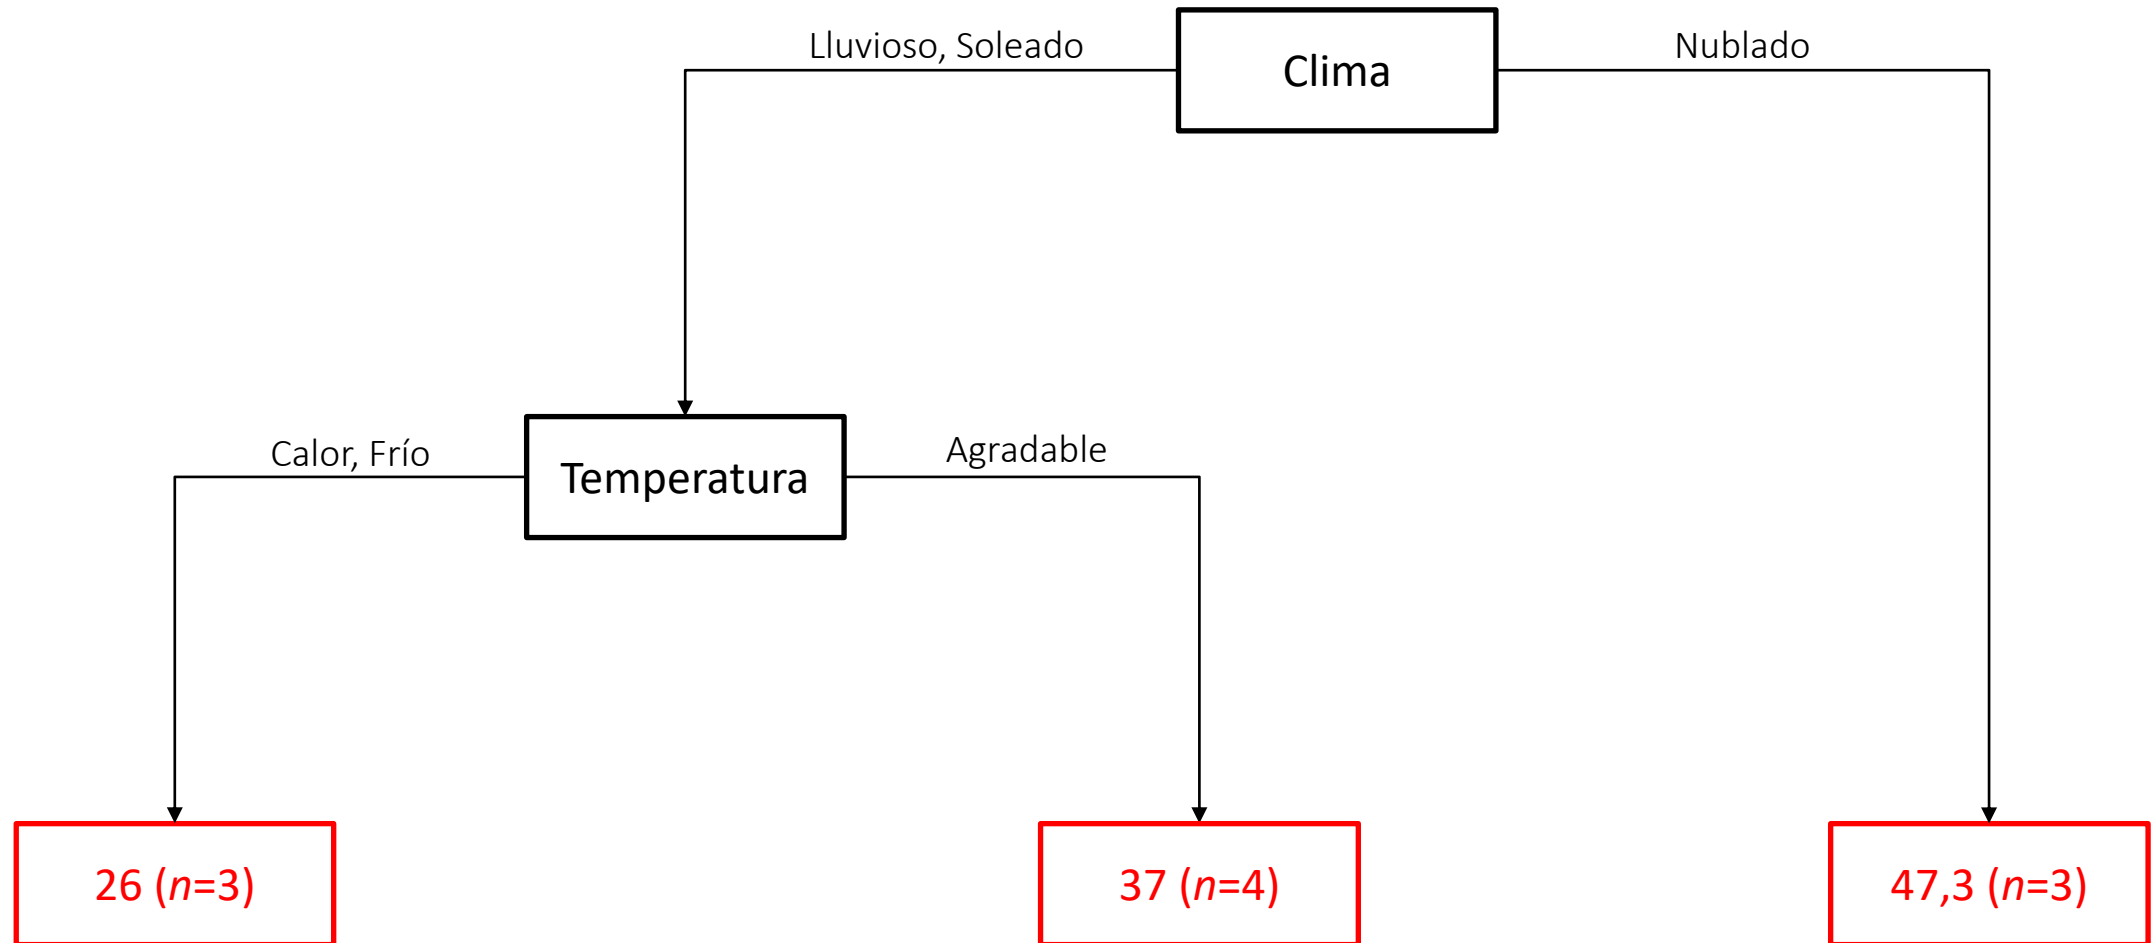 Lluvioso, Soleado
Clima
Nublado
Calor, Frío
Temperatura
Agradable
26 (n=3)
37 (n=4)
47,3 (n=3)